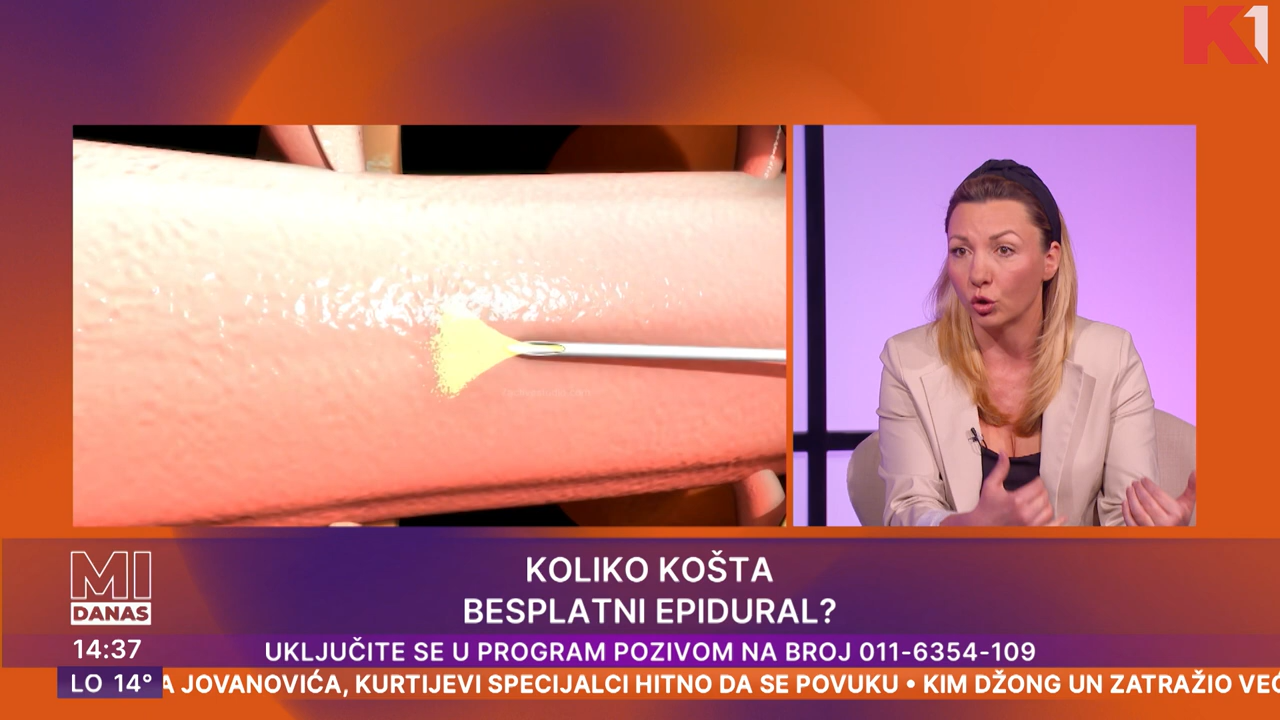 K1
KOLIKO KOŠTA
BESPLATNI EPIDURAL?
MI
DANAS
14:37
UKLJUČITE SE U PROGRAM POZIVOM NA BROJ 011-6354-109
LO 14°
A JOVANOVIĆA, KURTIJEVI SPECIJALCI HITNO DA SE POVUKU • KIM DŽONG UN ZATRAŽIO VEĆ